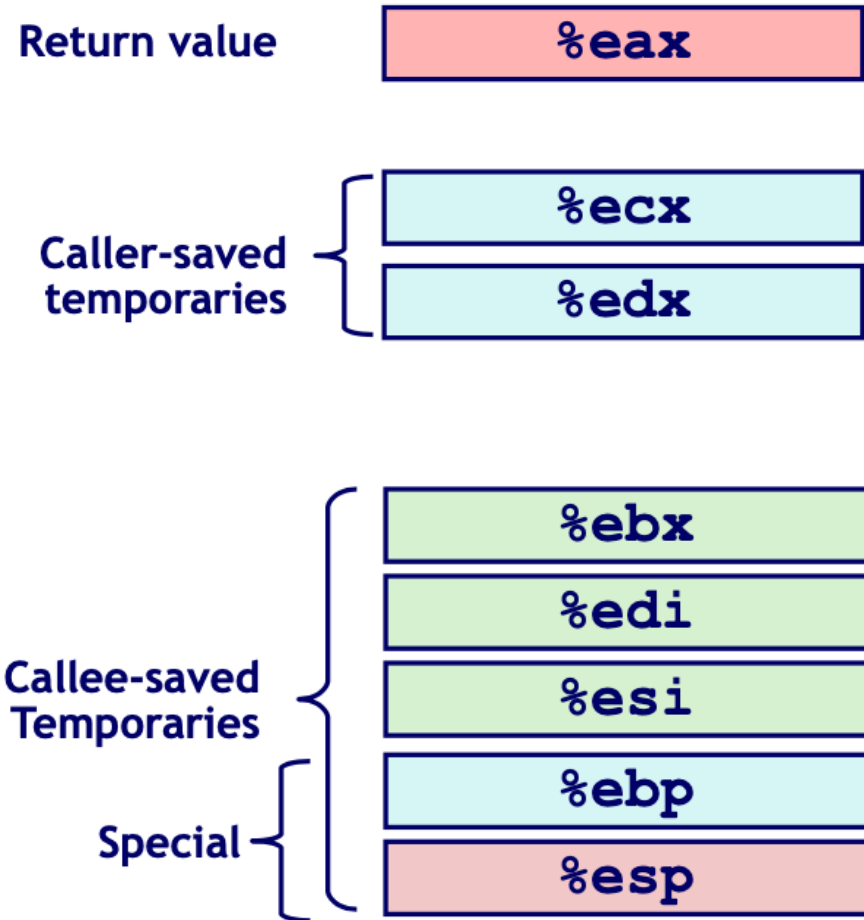 Return value
%eax
Caller-saved
temporaries
%ecx
%edx
Callee-saved
Temporaries
%ebx
%edi
%esi
Special
%ebp
%esp